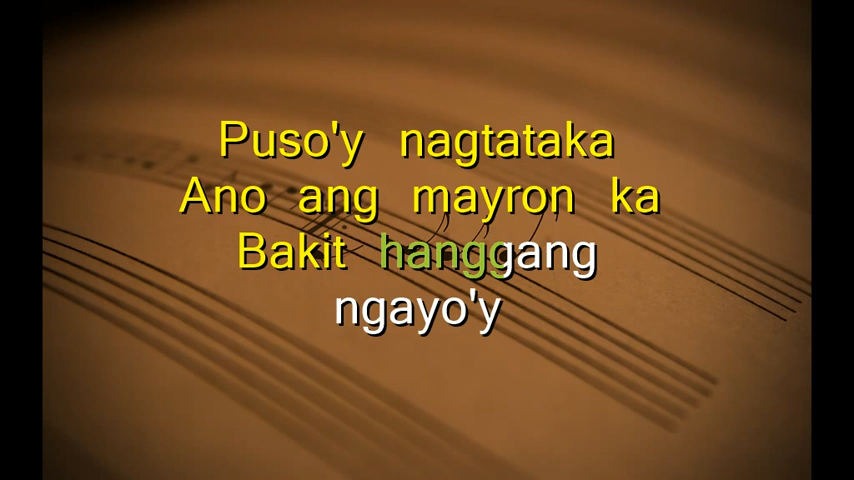 Puso'y nagtataka
Ano ang mayron ka
Bakit hanggang
ngayo'y